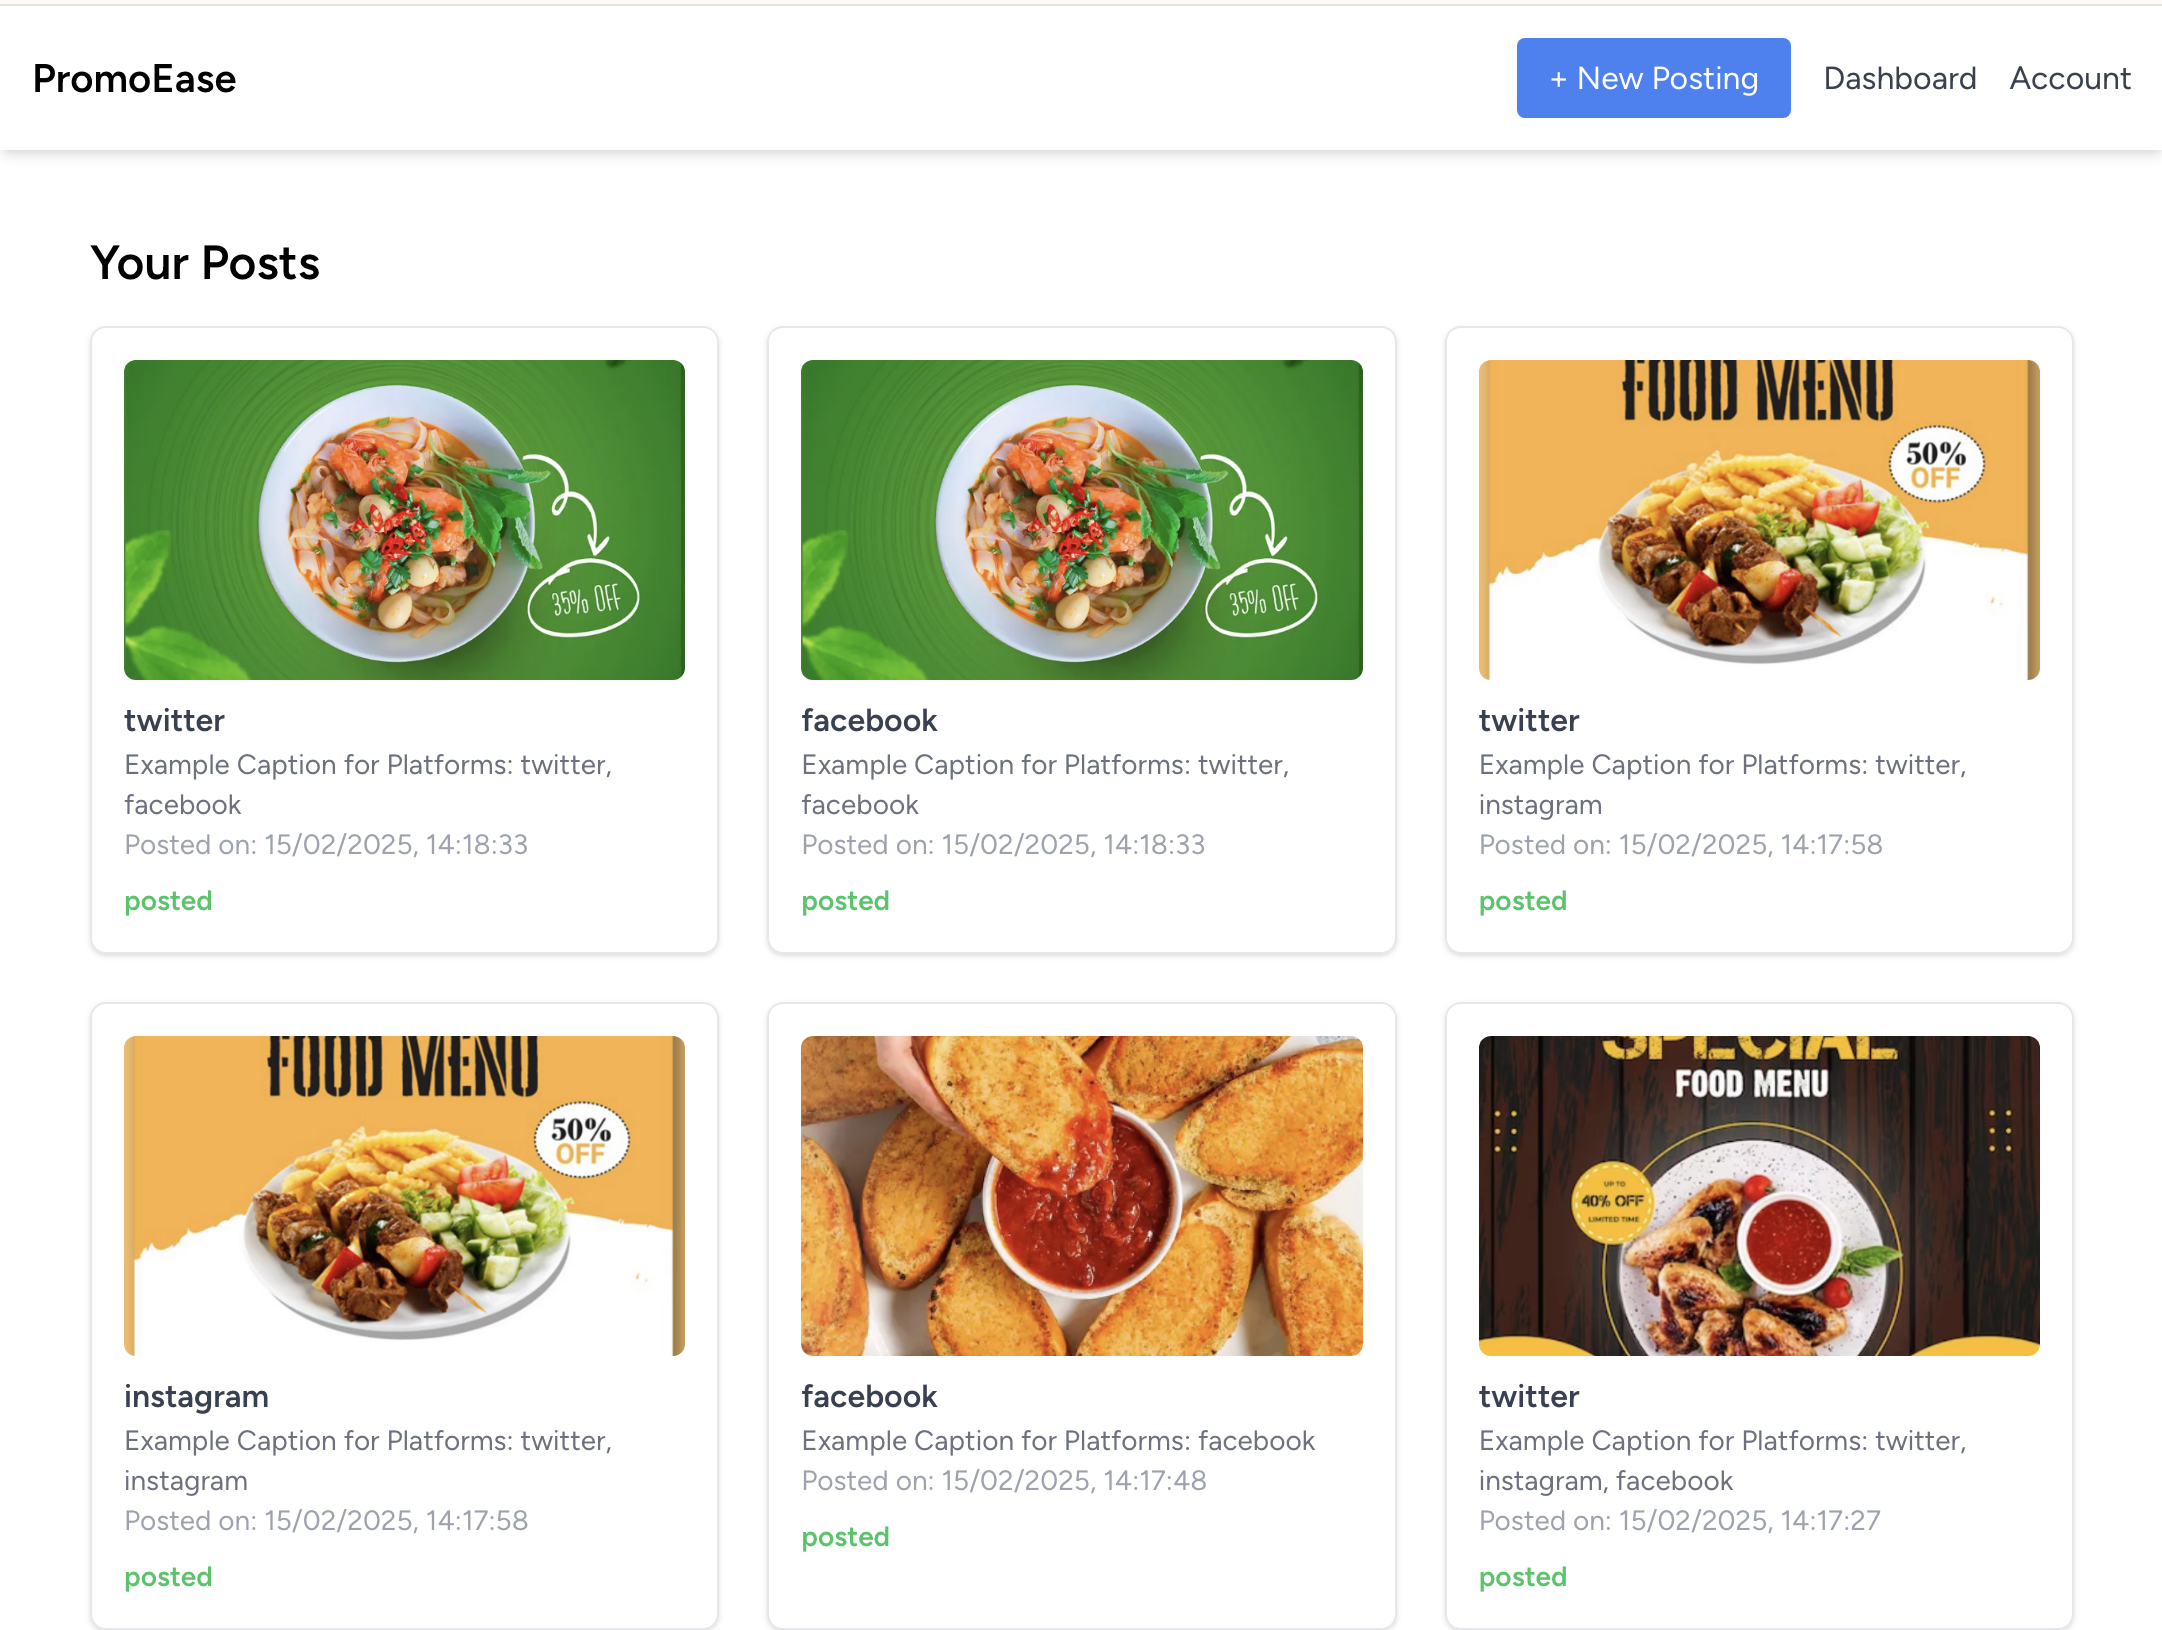 PromoEase
+ New Posting
Dashboard
Account
Your Posts
35% OFF
twitter
Example Caption for Platforms: twitter,
facebook
Posted on: 15/02/2025, 14:18:33
posted
35% OFF
facebook
Example Caption for Platforms: twitter,
facebook
Posted on: 15/02/2025, 14:18:33
posted
FOOD MENU
50%
OFF
twitter
Example Caption for Platforms: twitter,
instagram
Posted on: 15/02/2025, 14:17:58
posted
FOOD MENU
50%
OFF
instagram
Example Caption for Platforms: twitter,
instagram
Posted on: 15/02/2025, 14:17:58
posted
facebook
Example Caption for Platforms: facebook
Posted on: 15/02/2025, 14:17:48
posted
SPECIAL
FOOD MENU
UP TO
40% OFF
LIMITED TIME
twitter
Example Caption for Platforms: twitter,
instagram, facebook
Posted on: 15/02/2025, 14:17:27
posted